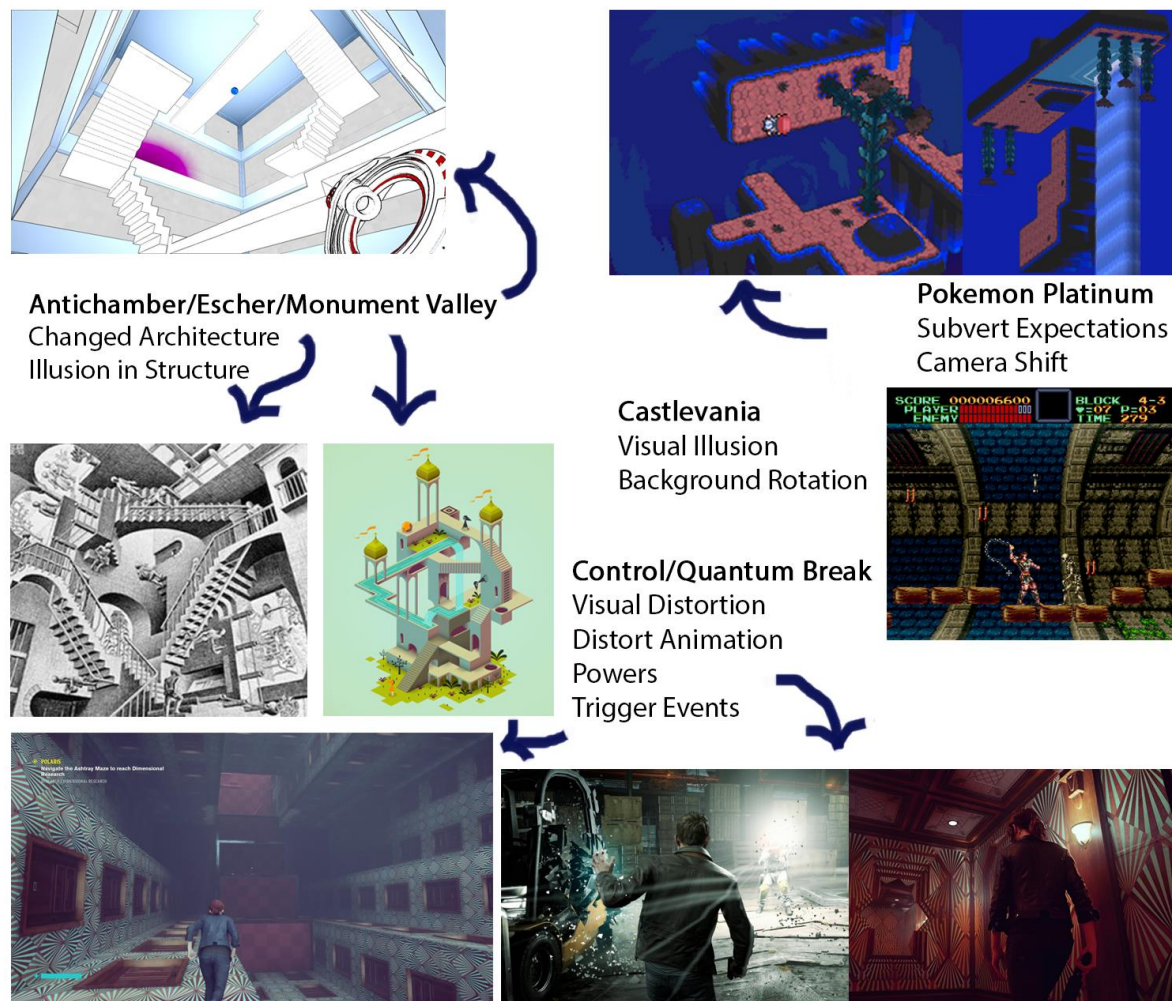 Antichamber/Escher/Monument Valley
Changed Architecture
Illusion in Structure
Pokemon Platinum
Subvert Expectations
Camera Shift
Castlevania
Visual Illusion
Background Rotation
SCORE 000006600
PLAYER
ENEMY
BLOCK 4-3
♥=07 P=03
TIME 279
Control/Quantum Break
Visual Distortion
Distort Animation
Powers
Trigger Events
POLARIS
Navigate the Ashtray Maze to reach Dimensional
Research